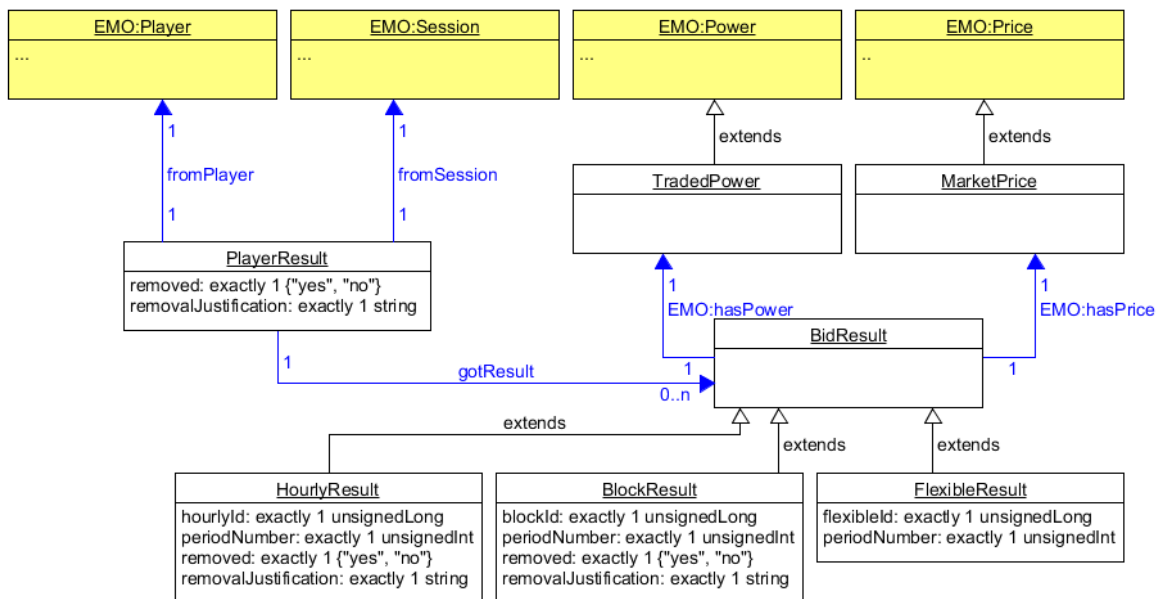 EMO:Player
...
EMO:Session
...
EMO:Power
...
EMO:Price
..
1
1
extends
extends
fromPlayer
fromSession
TradedPower
MarketPrice
1
1
PlayerResult
removed: exactly 1 {"yes", "no"}
removalJustification: exactly 1 string
1
EMO:hasPower
1
EMO:hasPrice
BidResult
1
gotResult
1
1
0..n
extends
extends
extends
HourlyResult
hourlyId: exactly 1 unsignedLong
periodNumber: exactly 1 unsignedInt
removed: exactly 1 {"yes", "no"}
removalJustification: exactly 1 string
BlockResult
blockId: exactly 1 unsignedLong
periodNumber: exactly 1 unsignedInt
removed: exactly 1 {"yes", "no"}
removalJustification: exactly 1 string
FlexibleResult
flexibleId: exactly 1 unsignedLong
periodNumber: exactly 1 unsignedInt